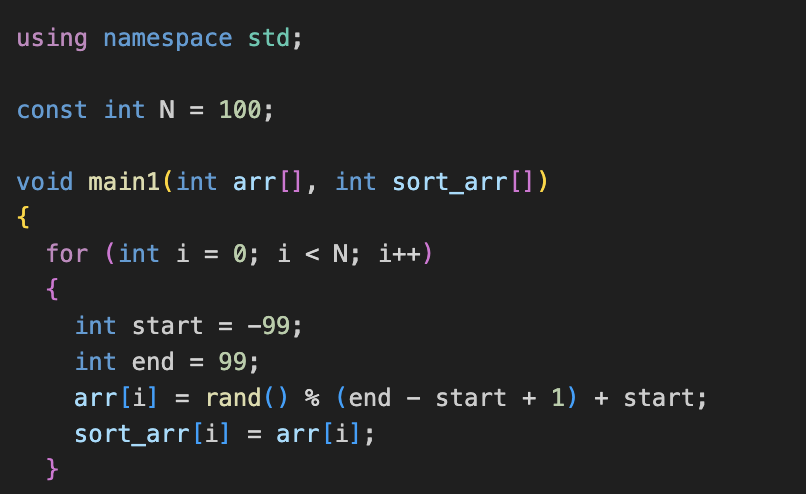 using namespace std;
const int N = 100;
void main1(int arr[], int sort_arr[])
{
for (int i = 0; i < N; i++)
{
int start = -99;
int end = 99;
arr[i] = rand() % (end - start + 1) + start;
sort_arr[i] = arr[i];
}